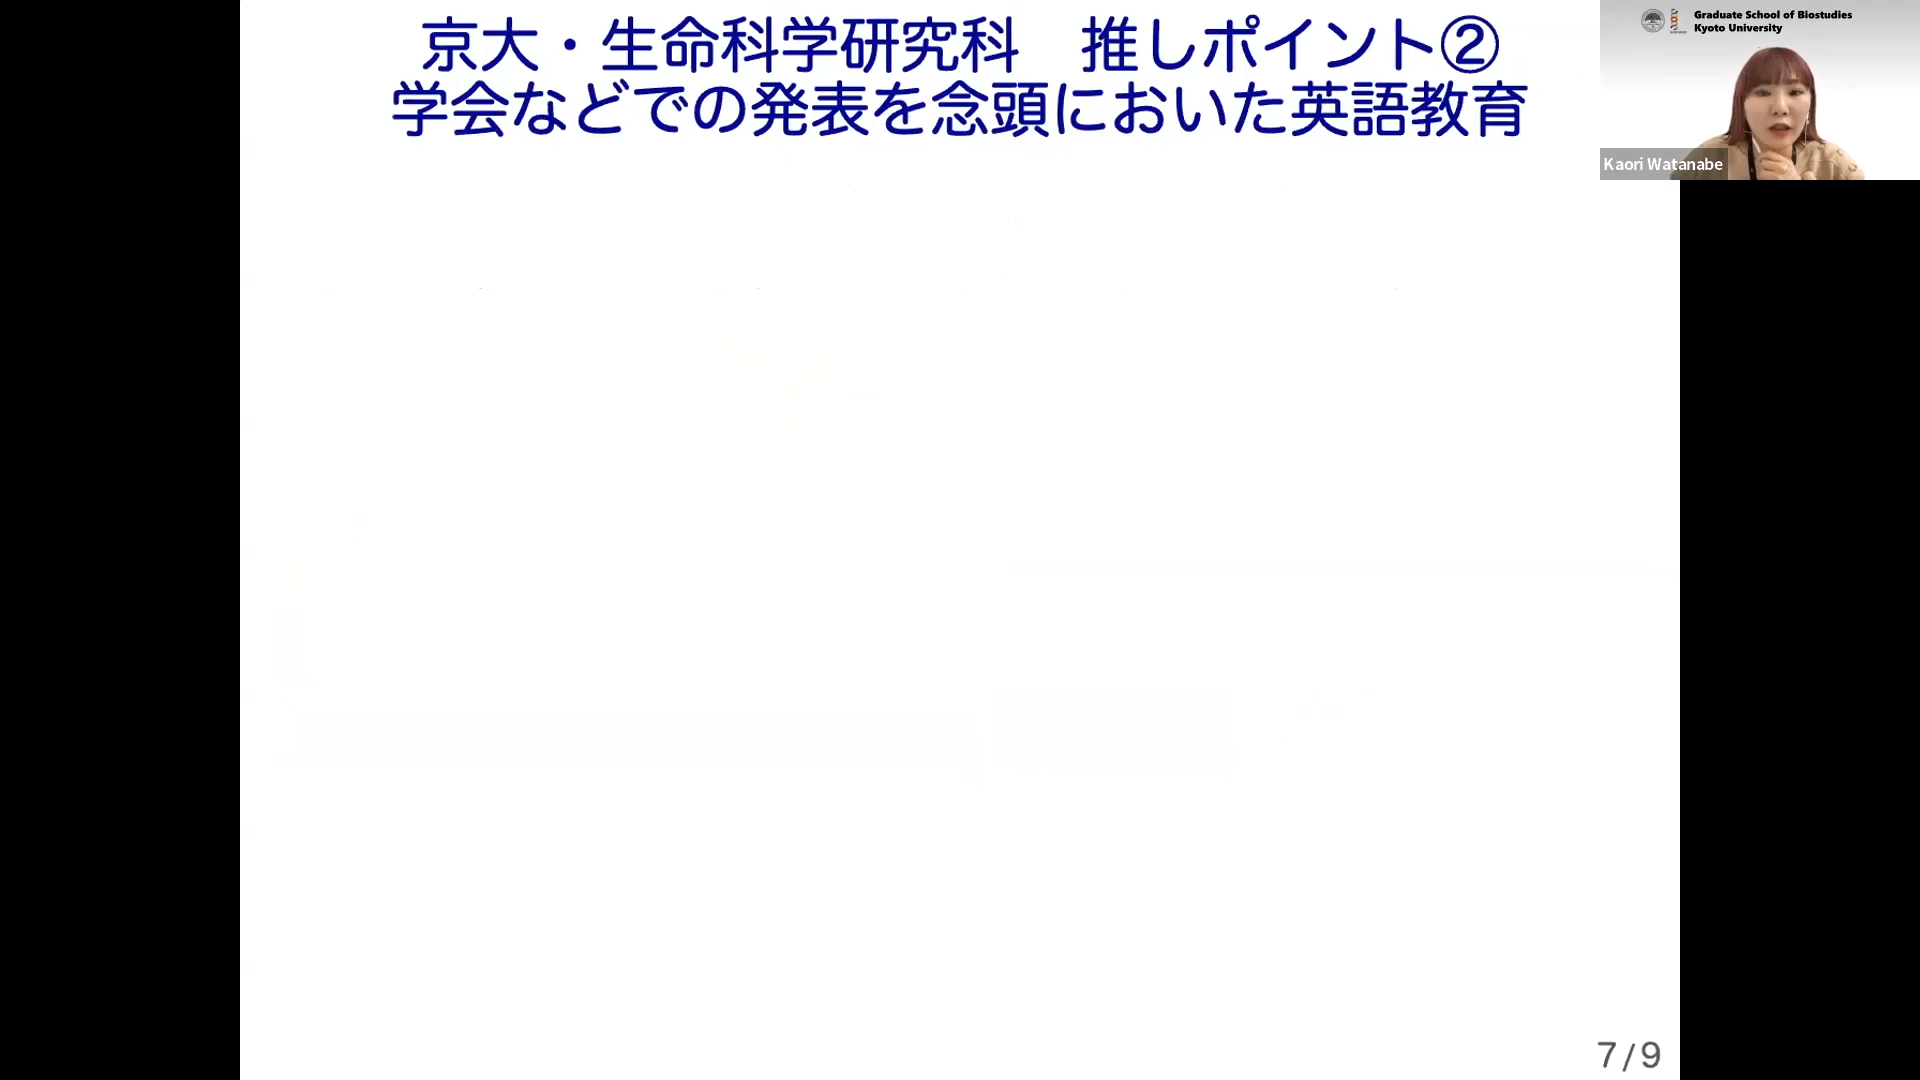 京大・生命科学研究科　推しポイント②
学会などでの発表を念頭においた英語教育
Graduate School of Biostudies
Kyoto University
Kaori Watanabe
7/9